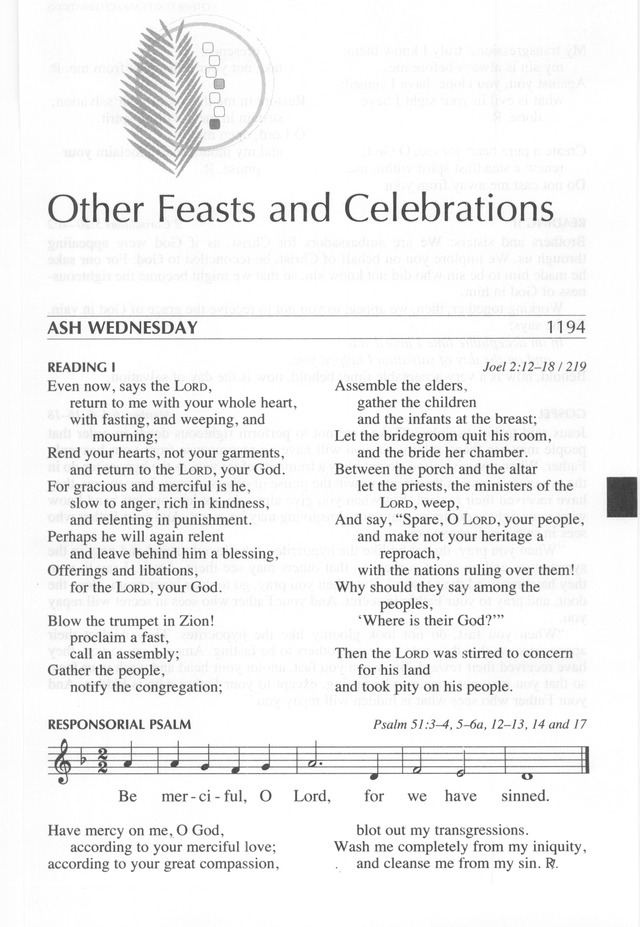 Other Feasts and Celebrations
ASH WEDNESDAY 1194
READING I Joel 2:12–18 / 219
Even now, says the LORD,
return to me with your whole heart,
with fasting, and weeping, and
mourning;
Rend your hearts, not your garments,
and return to the LORD, your God.
For gracious and merciful is he,
slow to anger, rich in kindness,
and relenting in punishment.
Perhaps he will again relent
and leave behind him a blessing,
Offerings and libations,
for the LORD, your God.
Blow the trumpet in Zion!
proclaim a fast,
call an assembly;
Gather the people,
notify the congregation;
Assemble the elders,
gather the children
and the infants at the breast;
Let the bridegroom quit his room,
and the bride her chamber.
Between the porch and the altar
let the priests, the ministers of the
LORD, weep,
And say, “Spare, O LORD, your people,
and make not your heritage a
reproach,
with the nations ruling over them!
Why should they say among the
peoples,
‘Where is their God?’”
Then the LORD was stirred to concern
for his land
and took pity on his people.
RESPONSORIAL PSALM Psalm 51:3–4, 5–6a, 12–13, 14 and 17
2
2
Be mer - ci - ful, O Lord, for we have sinned.
Have mercy on me, O God,
according to your merciful love;
according to your great compassion,
blot out my transgressions.
Wash me completely from my iniquity,
and cleanse me from my sin. ℟.